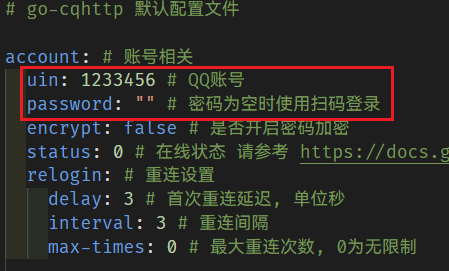 # go-cqhttp 默认配置文件
account: # 账号相关
uin: 1233456 # QQ账号
password: "" # 密码为空时使用扫码登录
encrypt: false # 是否开启密码加密
status: 0 # 在线状态 请参考 https://docs.g
relogin: # 重连设置
delay: 3 # 首次重连延迟, 单位秒
interval: 3 # 重连间隔
max-times: 0 # 最大重连次数, 0为无限制